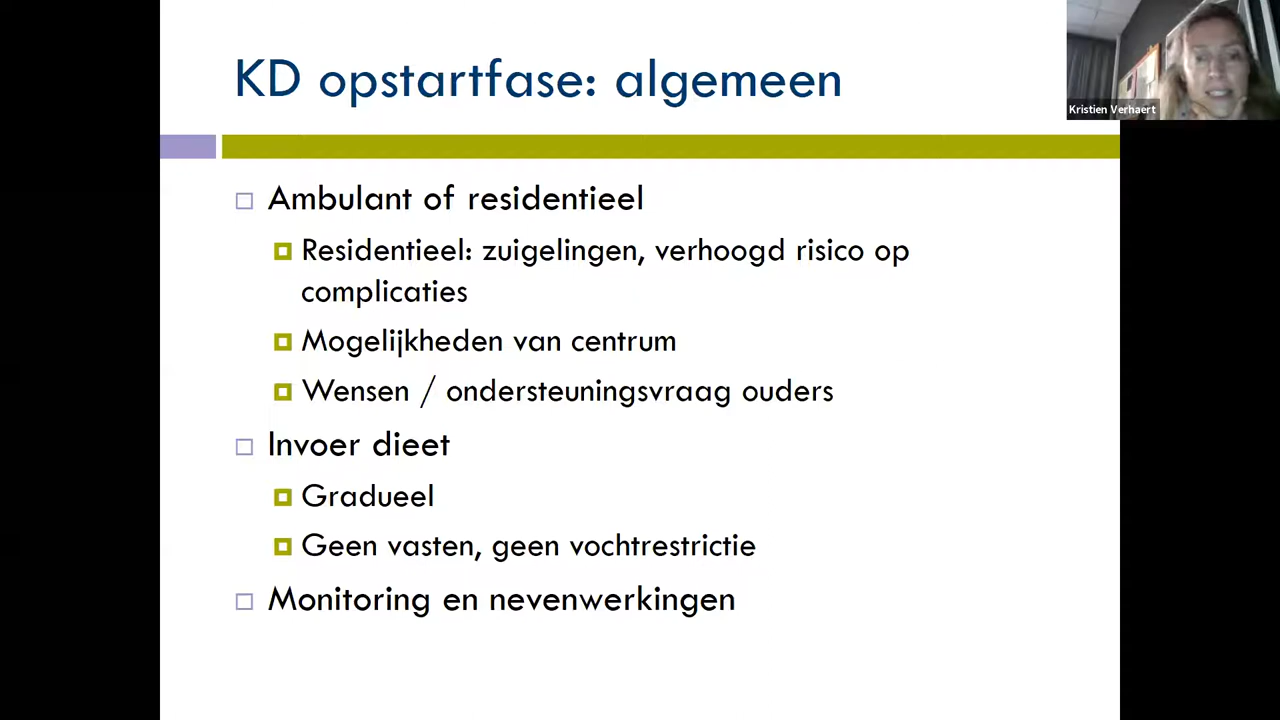 KD opstartfase: algemeen
Kristien Verhaert
Ambulant of residentieel
Residentieel: zuigelingen, verhoogd risico op
complicaties
Mogelijkheden van centrum
Wensen / ondersteuningsvraag ouders
Invoer dieet
Gradueel
Geen vasten, geen vochtrestrictie
Monitoring en nevenwerkingen